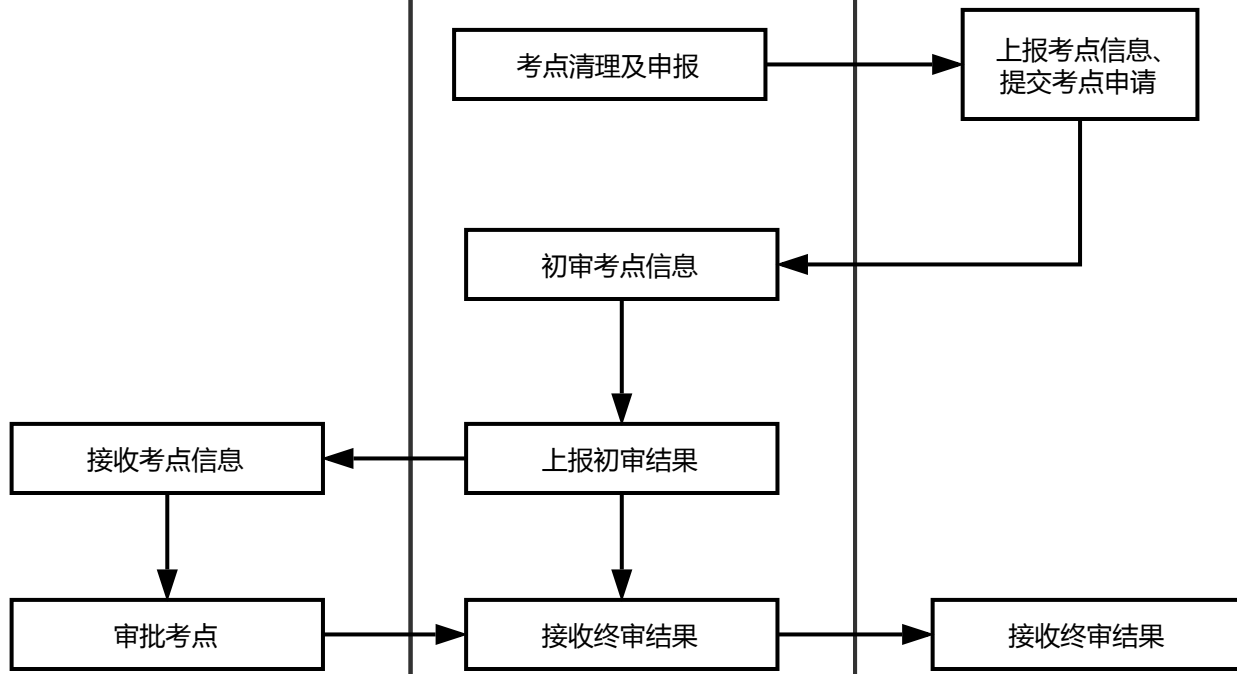 考点清理及申报
上报考点信息、
提交考点申请
初审考点信息
接收考点信息
上报初审结果
审批考点
接收终审结果
接收终审结果